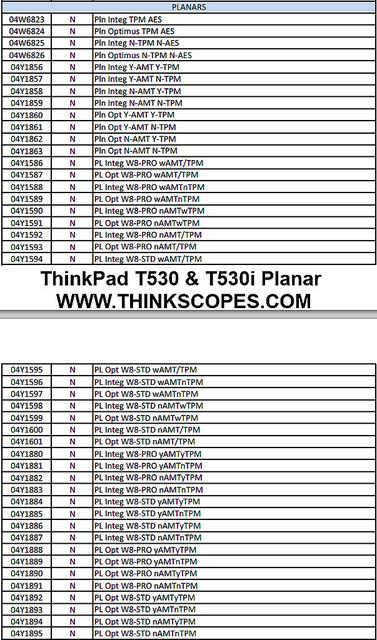 PLANARS
04W6823 N Pln Integ TPM AES
04W6824 N Pln Optimus TPM AES
04W6825 N Pln Integ N-TPM N-AES
04W6826 N Pln Optimus N-TPM N-AES
04Y1856 N Pln Integ Y-AMT Y-TPM
04Y1857 N Pln Integ Y-AMT N-TPM
04Y1858 N Pln Integ N-AMT Y-TPM
04Y1859 N Pln Integ N-AMT N-TPM
04Y1860 N Pln Opt Y-AMT Y-TPM
04Y1861 N Pln Opt Y-AMT N-TPM
04Y1862 N Pln Opt N-AMT Y-TPM
04Y1863 N Pln Opt N-AMT N-TPM
04Y1586 N PL Integ W8-PRO wAMT/TPM
04Y1587 N PL Opt W8-PRO wAMT/TPM
04Y1588 N PL Integ W8-PRO wAMTnTPM
04Y1589 N PL Opt W8-PRO wAMTnTPM
04Y1590 N PL Integ W8-PRO nAMTwTPM
04Y1591 N PL Opt W8-PRO nAMTwTPM
04Y1592 N PL Integ W8-PRO nAMT/TPM
04Y1593 N PL Opt W8-PRO nAMT/TPM
04Y1594 N PL Integ W8-STD wAMT/TPM
ThinkPad T530 & T530i Planar
WWW.THINKSCOPES.COM
04Y1595 N PL Opt W8-STD wAMT/TPM
04Y1596 N PL Integ W8-STD wAMTnTPM
04Y1597 N PL Opt W8-STD wAMTnTPM
04Y1598 N PL Integ W8-STD nAMTwTPM
04Y1599 N PL Opt W8-STD nAMTwTPM
04Y1600 N PL Integ W8-STD nAMT/TPM
04Y1601 N PL Opt W8-STD nAMT/TPM
04Y1880 N PL Integ W8-PRO yAMTyTPM
04Y1881 N PL Integ W8-PRO yAMTnTPM
04Y1882 N PL Integ W8-PRO nAMTyTPM
04Y1883 N PL Integ W8-PRO nAMTnTPM
04Y1884 N PL Integ W8-STD yAMTyTPM
04Y1885 N PL Integ W8-STD yAMTnTPM
04Y1886 N PL Integ W8-STD nAMTyTPM
04Y1887 N PL Integ W8-STD nAMTnTPM
04Y1888 N PL Opt W8-PRO yAMTyTPM
04Y1889 N PL Opt W8-PRO yAMTnTPM
04Y1890 N PL Opt W8-PRO nAMTyTPM
04Y1891 N PL Opt W8-PRO nAMTnTPM
04Y1892 N PL Opt W8-STD yAMTyTPM
04Y1893 N PL Opt W8-STD yAMTnTPM
04Y1894 N PL Opt W8-STD nAMTyTPM
04Y1895 N PL Opt W8-STD nAMTnTPM